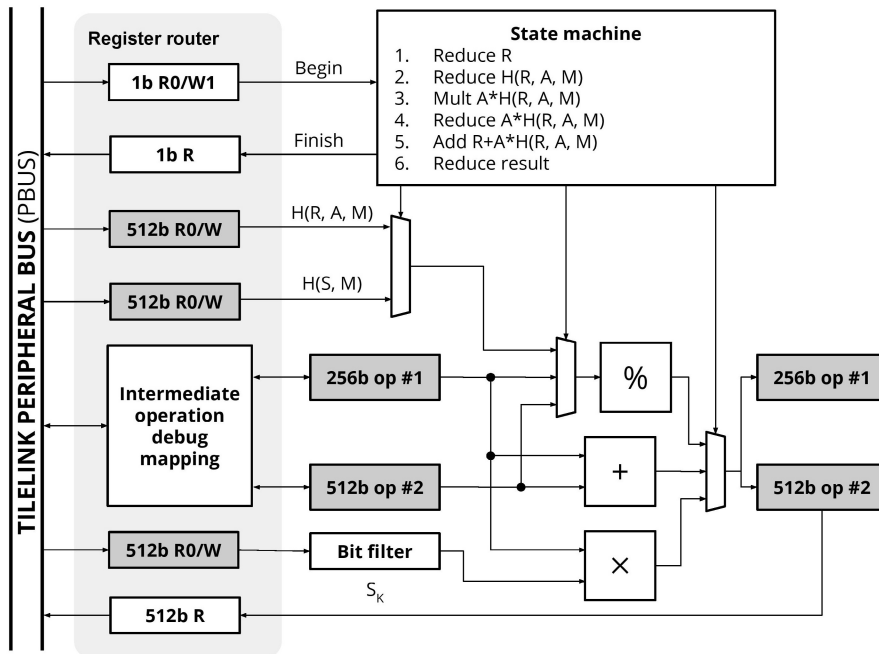 Register router
State machine
1. Reduce R
2. Reduce H(R, A, M)
3. Mult A*H(R, A, M)
4. Reduce A*H(R, A, M)
5. Add R+A*H(R, A, M)
6. Reduce result
1b R0/W1
Begin
1b R
Finish
TILELINK PERIPHERAL BUS (PBUS)
512b R0/W
H(R, A, M)
512b R0/W
H(S, M)
Intermediate
operation
debug
mapping
256b op #1
%
256b op #1
512b op #2
+
512b op #2
512b R0/W
Bit filter
×
S_K
512b R